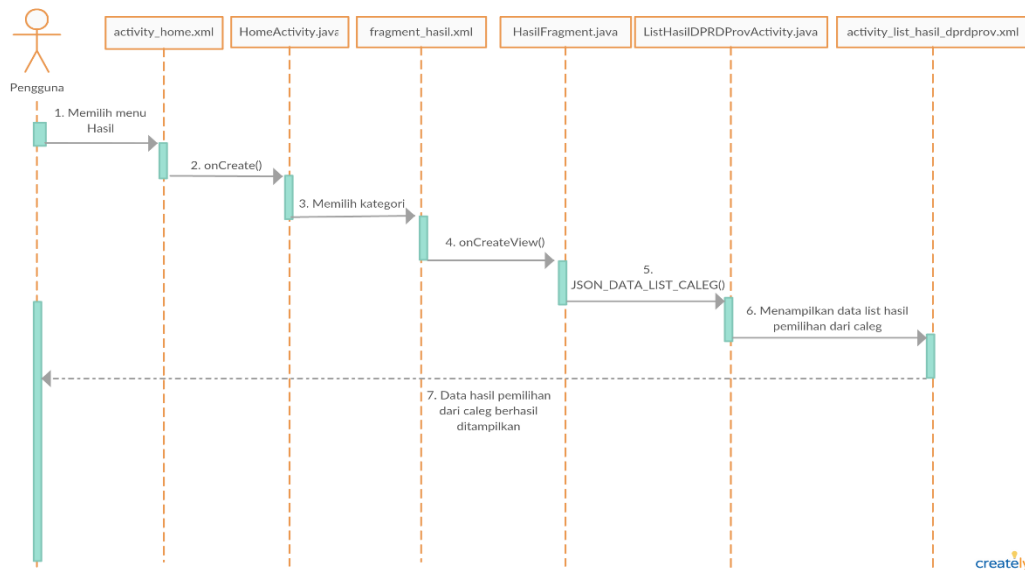 activity_home.xml
HomeActivity.java
fragment_hasil.xml
HasilFragment.java
ListHasilDPRDProvActivity.java
activity_list_hasil_dprdprov.xml
Pengguna
1. Memilih menu
Hasil
2. onCreate()
3. Memilih kategori
4. onCreateView()
5.
JSON_DATA_LIST_CALEG()
6. Menampilkan data list hasil
pemilihan dari caleg
7. Data hasil pemilihan
dari caleg berhasil
ditampilkan